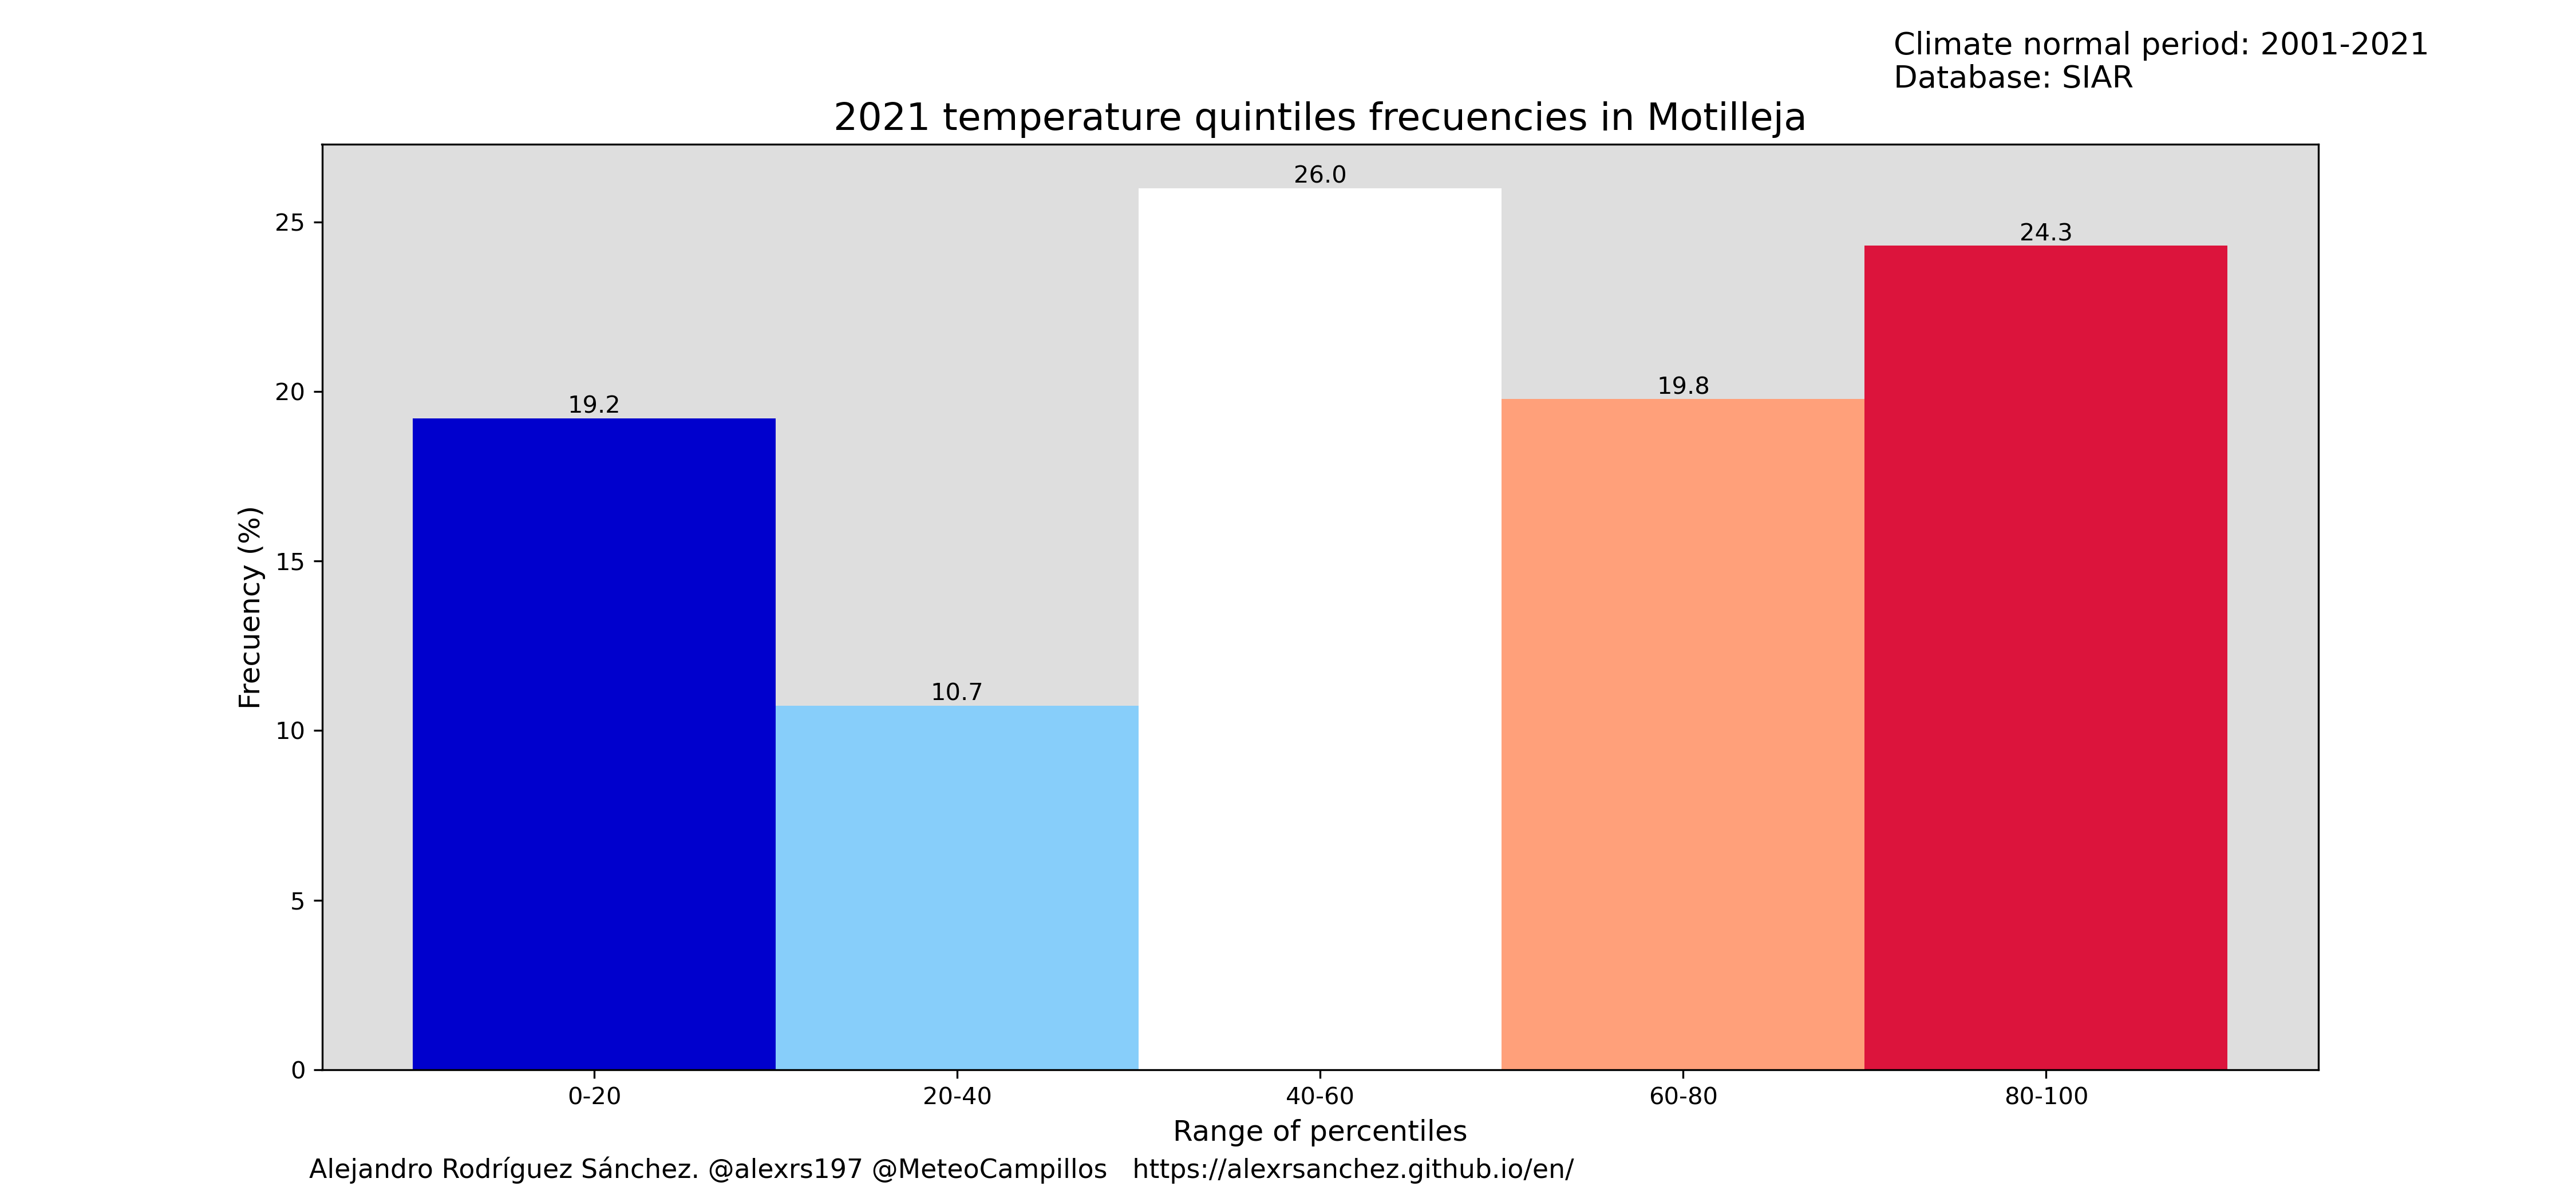 Climate normal period: 2001-2021
Database: SIAR
2021 temperature quintiles frecuencies in Motilleja
26.0
25
24.3
20
19.8
19.2
Frecuency (%)
15
10.7
10
5
0
0-20 20-40 40-60 60-80 80-100
Range of percentiles
Alejandro Rodríguez Sánchez. @alexrs197 @MeteoCampillos https://alexrsanchez.github.io/en/